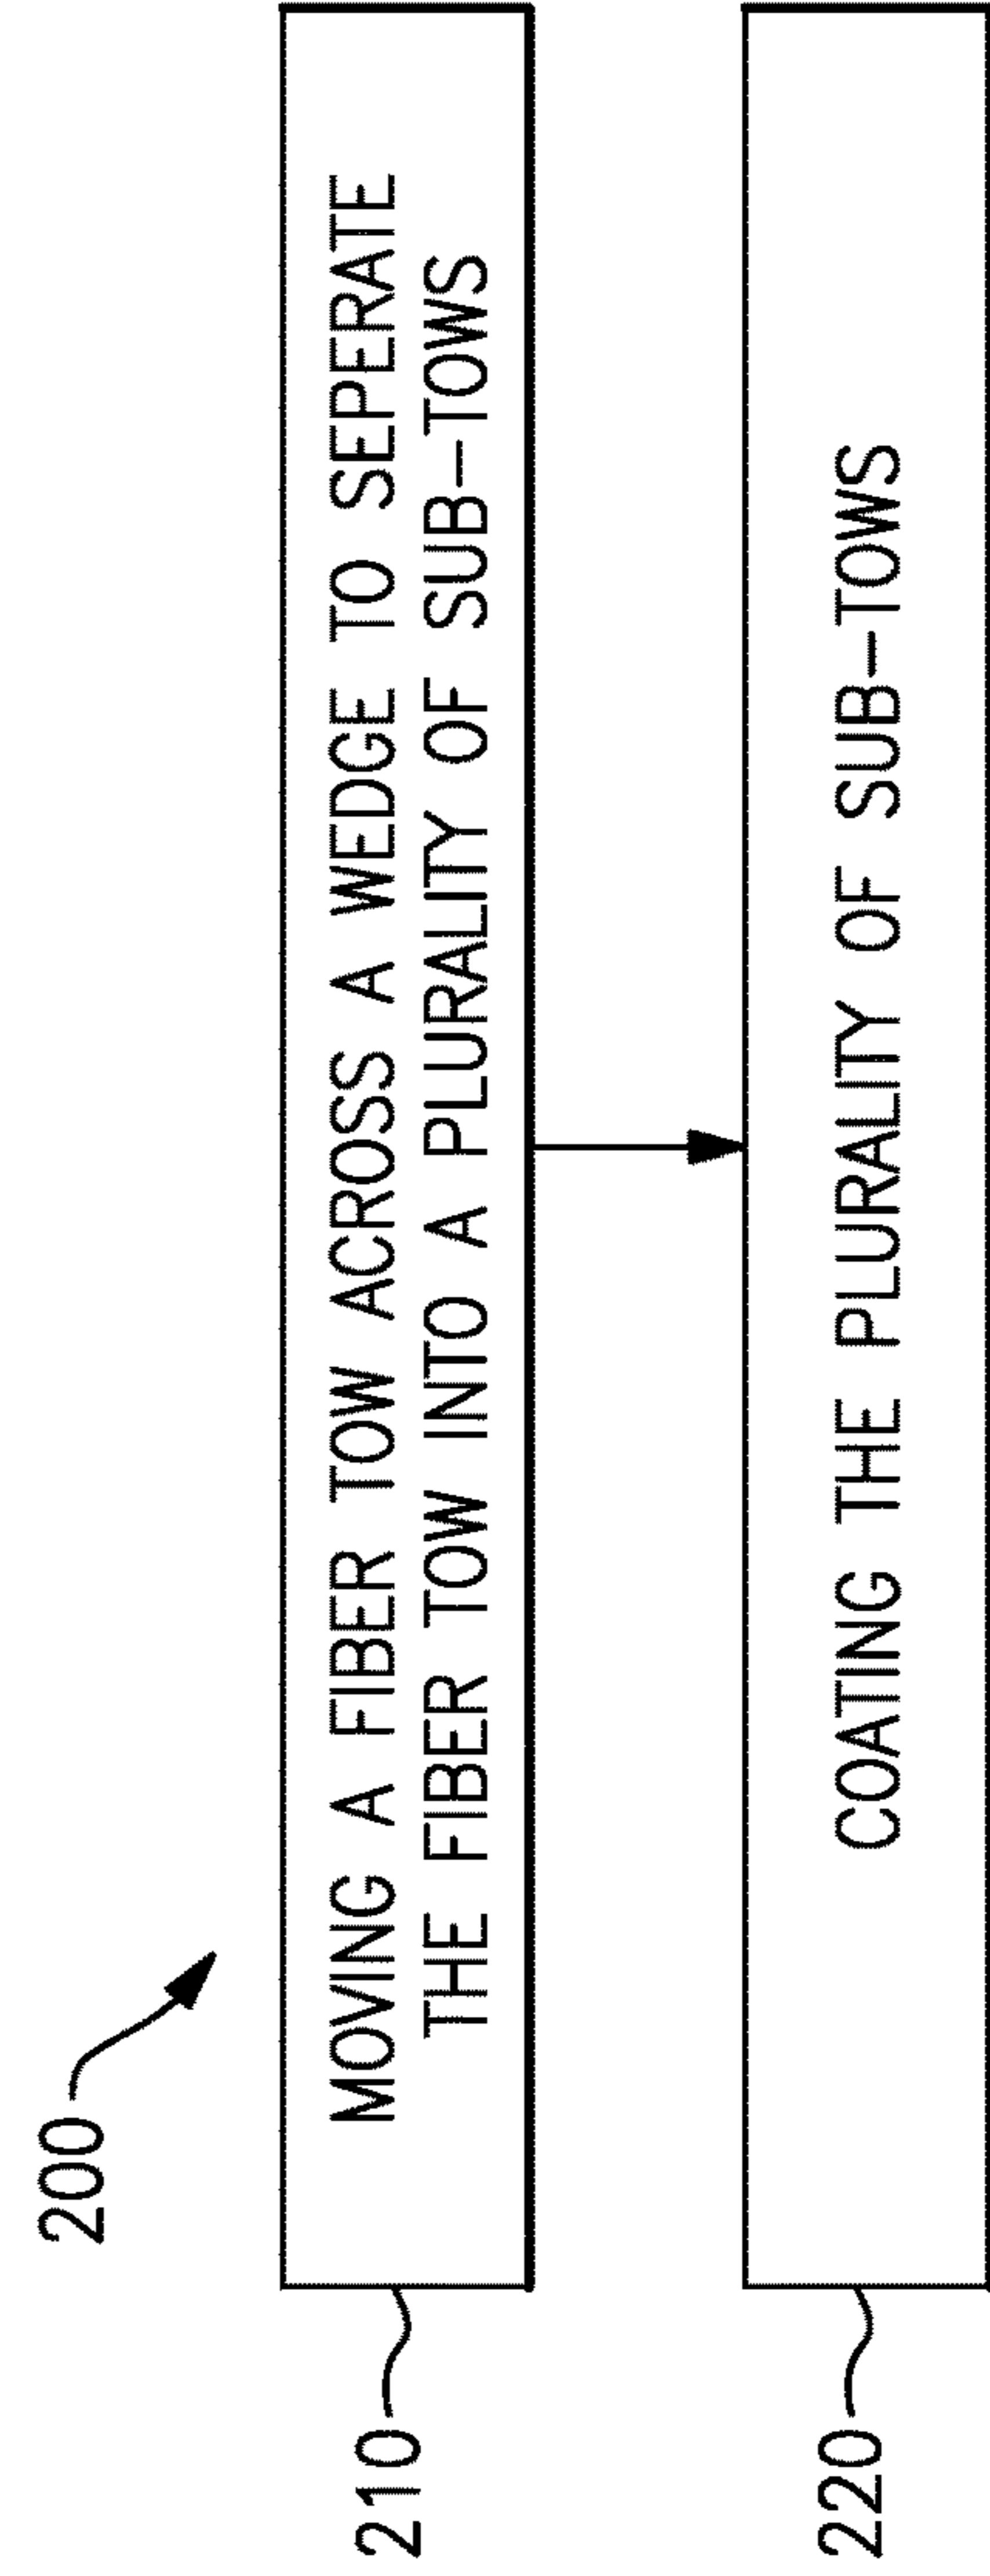 200
210
MOVING A FIBER TOW ACROSS A WEDGE TO SEPERATE
THE FIBER TOW INTO A PLURALITY OF SUB-TOWS
220
COATING THE PLURALITY OF SUB-TOWS